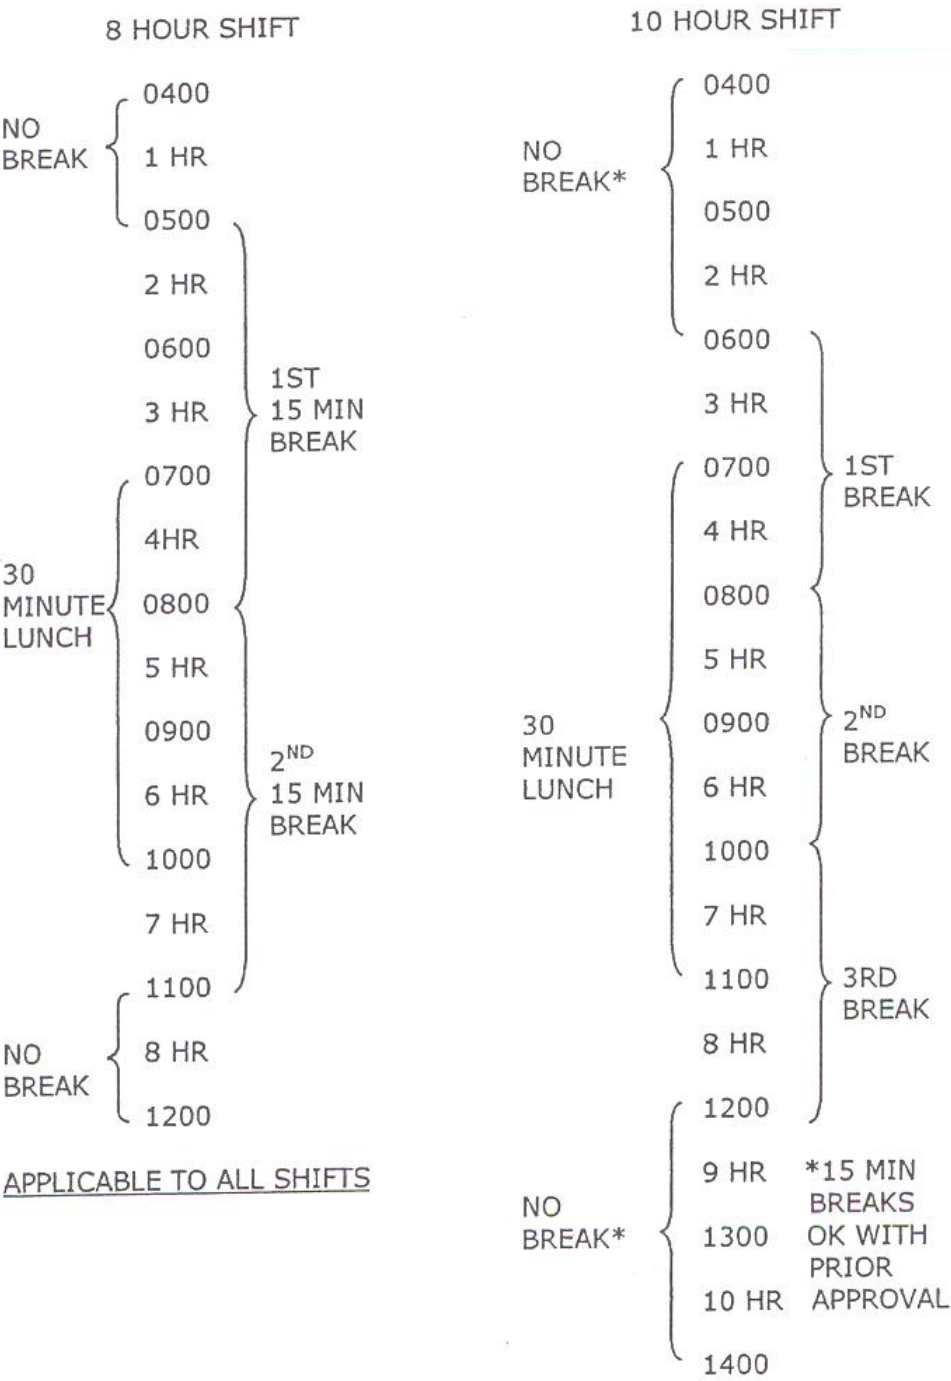 8 HOUR SHIFT
NO
BREAK
0400
1 HR
0500
2 HR
0600
3 HR
0700
4HR
0800
5 HR
0900
6 HR
1000
7 HR
1100
8 HR
1200
1ST
15 MIN
BREAK
30
MINUTE
LUNCH
2ND
15 MIN
BREAK
NO
BREAK
APPLICABLE TO ALL SHIFTS
10 HOUR SHIFT
NO
BREAK*
0400
1 HR
0500
2 HR
0600
3 HR
0700
4 HR
0800
5 HR
0900
6 HR
1000
7 HR
1100
8 HR
1200
9 HR
1300
10 HR
1400
1ST
BREAK
30
MINUTE
LUNCH
2ND
BREAK
3RD
BREAK
NO
BREAK*
*15 MIN
BREAKS
OK WITH
PRIOR
APPROVAL